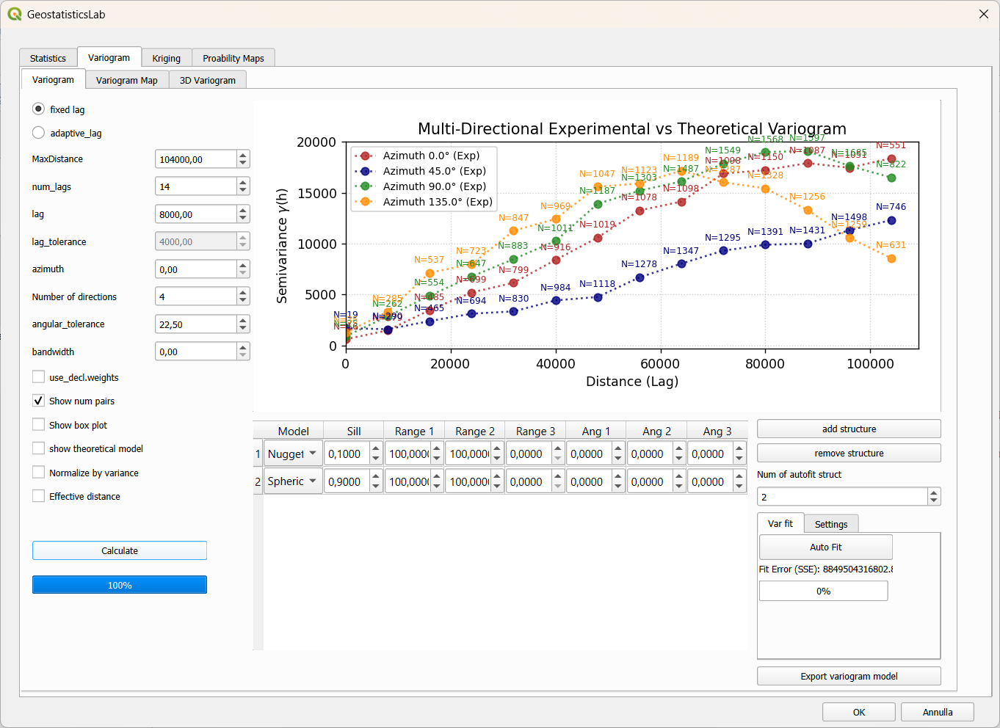 GeostatisticsLab
Statistics
Variogram
Kriging
Proability Maps
Variogram
Variogram Map
3D Variogram
fixed lag
adaptive_lag
MaxDistance
104000,00
num_lags
14
lag
8000,00
lag_tolerance
4000,00
azimuth
0,00
Number of directions
4
angular_tolerance
22,50
bandwidth
0,00
use_decl.weights
Show num pairs
Show box plot
show theoretical model
Normalize by variance
Effective distance
Calculate
100%
Multi-Directional Experimental vs Theoretical Variogram
Semivariance γ(h)
20000
15000
10000
5000
0
Azimuth 0.0° (Exp)
Azimuth 45.0° (Exp)
Azimuth 90.0° (Exp)
Azimuth 135.0° (Exp)
N=19
N=285
N=262
N=290
N=537
N=554
N=485
N=465
N=723
N=647
N=699
N=694
N=847
N=883
N=799
N=830
N=969
N=1011
N=916
N=984
N=1047
N=1187
N=1019
N=1118
N=1123
N=1303
N=1078
N=1278
N=1189
N=1487
N=1098
N=1347
N=1549
N=1098
N=1295
N=1568
N=1150
N=1328
N=1391
N=1597
N=1087
N=1256
N=1431
N=1685
N=1051
N=1498
N=1259
N=551
N=822
N=746
N=631
0
20000
40000
60000
80000
100000
Distance (Lag)
Model Sill Range 1 Range 2 Range 3 Ang 1 Ang 2 Ang 3
1 Nugget 0,1000 100,000 100,000 0,0000 0,0000 0,0000 0,0000
2 Spheric 0,9000 100,000 100,000 0,0000 0,0000 0,0000 0,0000
add structure
remove structure
Num of autofit struct
2
Var fit
Settings
Auto Fit
Fit Error (SSE): 8849504316802.8
0%
Export variogram model
OK
Annulla